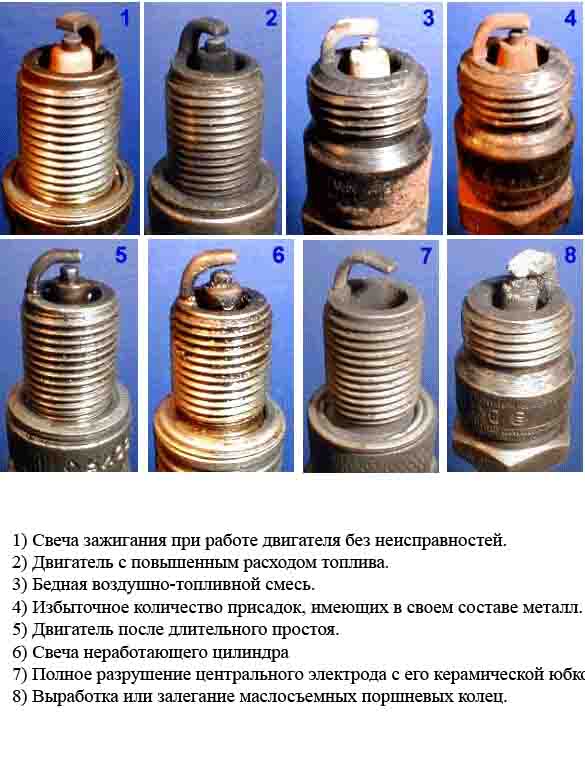 1
2
3
4
5
6
7
8
1) Свеча зажигания при работе двигателя без неисправностей.
2) Двигатель с повышенным расходом топлива.
3) Бедная воздушно-топливной смесь.
4) Избыточное количество присадок, имеющих в своем составе металл.
5) Двигатель после длительного простоя.
6) Свеча неработающего цилиндра
7) Полное разрушение центрального электрода с его керамической юбко
8) Выработка или залегание маслосъемных поршневых колец.